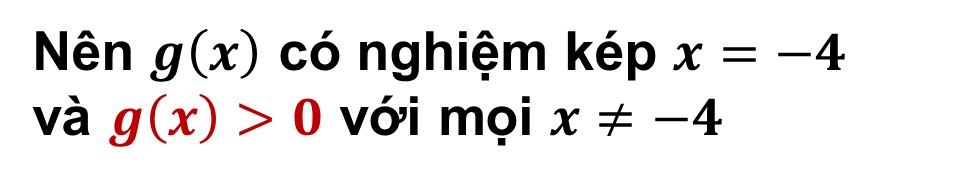 Nên g(x) có nghiệm kép x = −4
và g(x) > 0 với mọi x ≠ −4